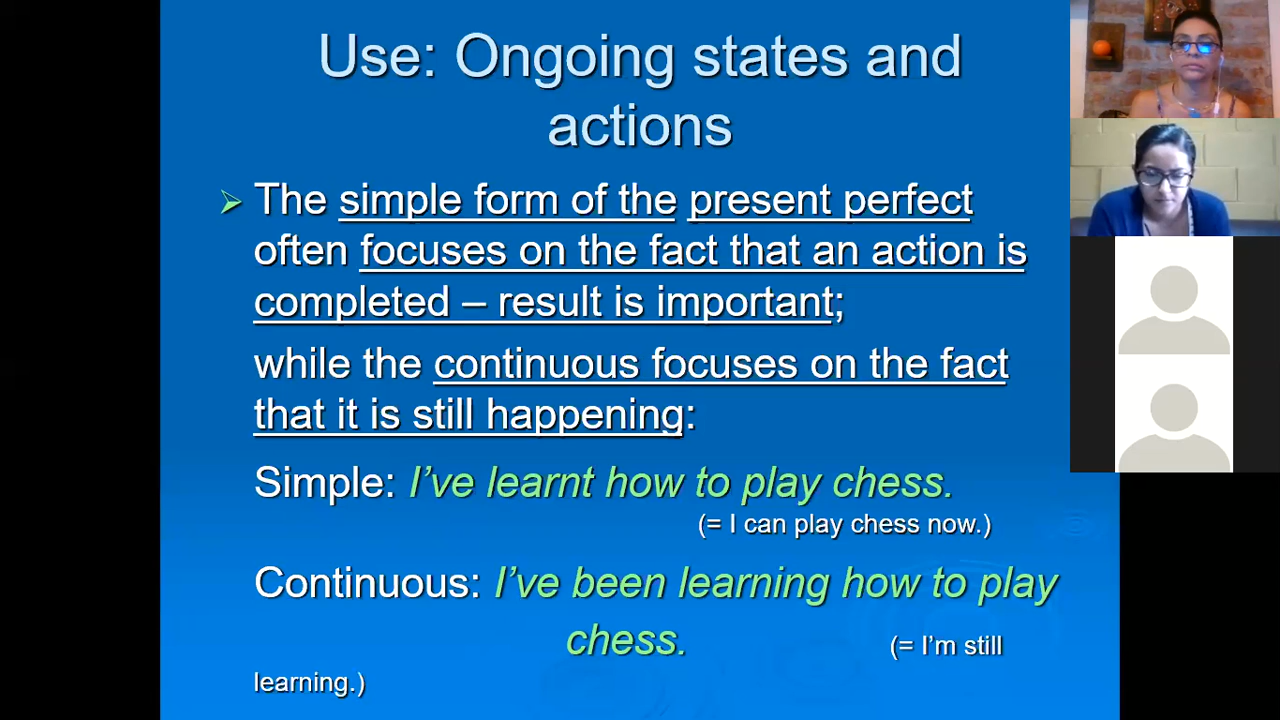 Use: Ongoing states and
actions
The simple form of the present perfect
often focuses on the fact that an action is
completed – result is important;
while the continuous focuses on the fact
that it is still happening:
Simple: I’ve learnt how to play chess.
(= I can play chess now.)
Continuous: I’ve been learning how to play
chess. (= I’m still
learning.)